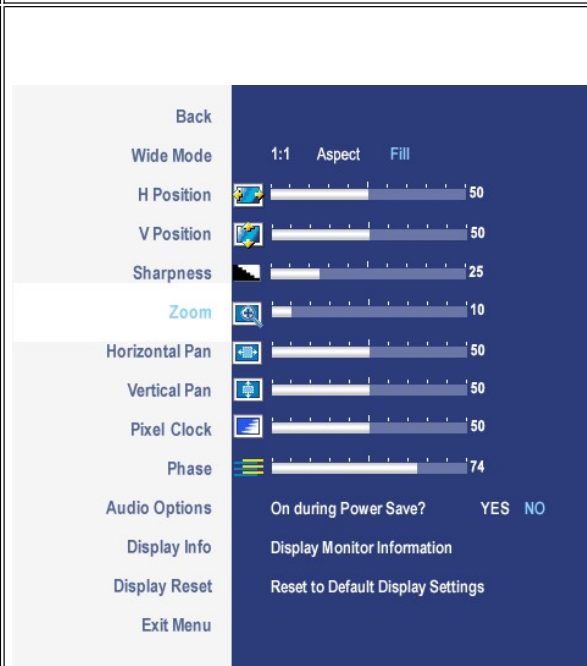 Back
Wide Mode 1:1 Aspect Fill
H Position 50
V Position 50
Sharpness 25
Zoom 10
Horizontal Pan 50
Vertical Pan 50
Pixel Clock 50
Phase 74
Audio Options On during Power Save? YES NO
Display Info Display Monitor Information
Display Reset Reset to Default Display Settings
Exit Menu